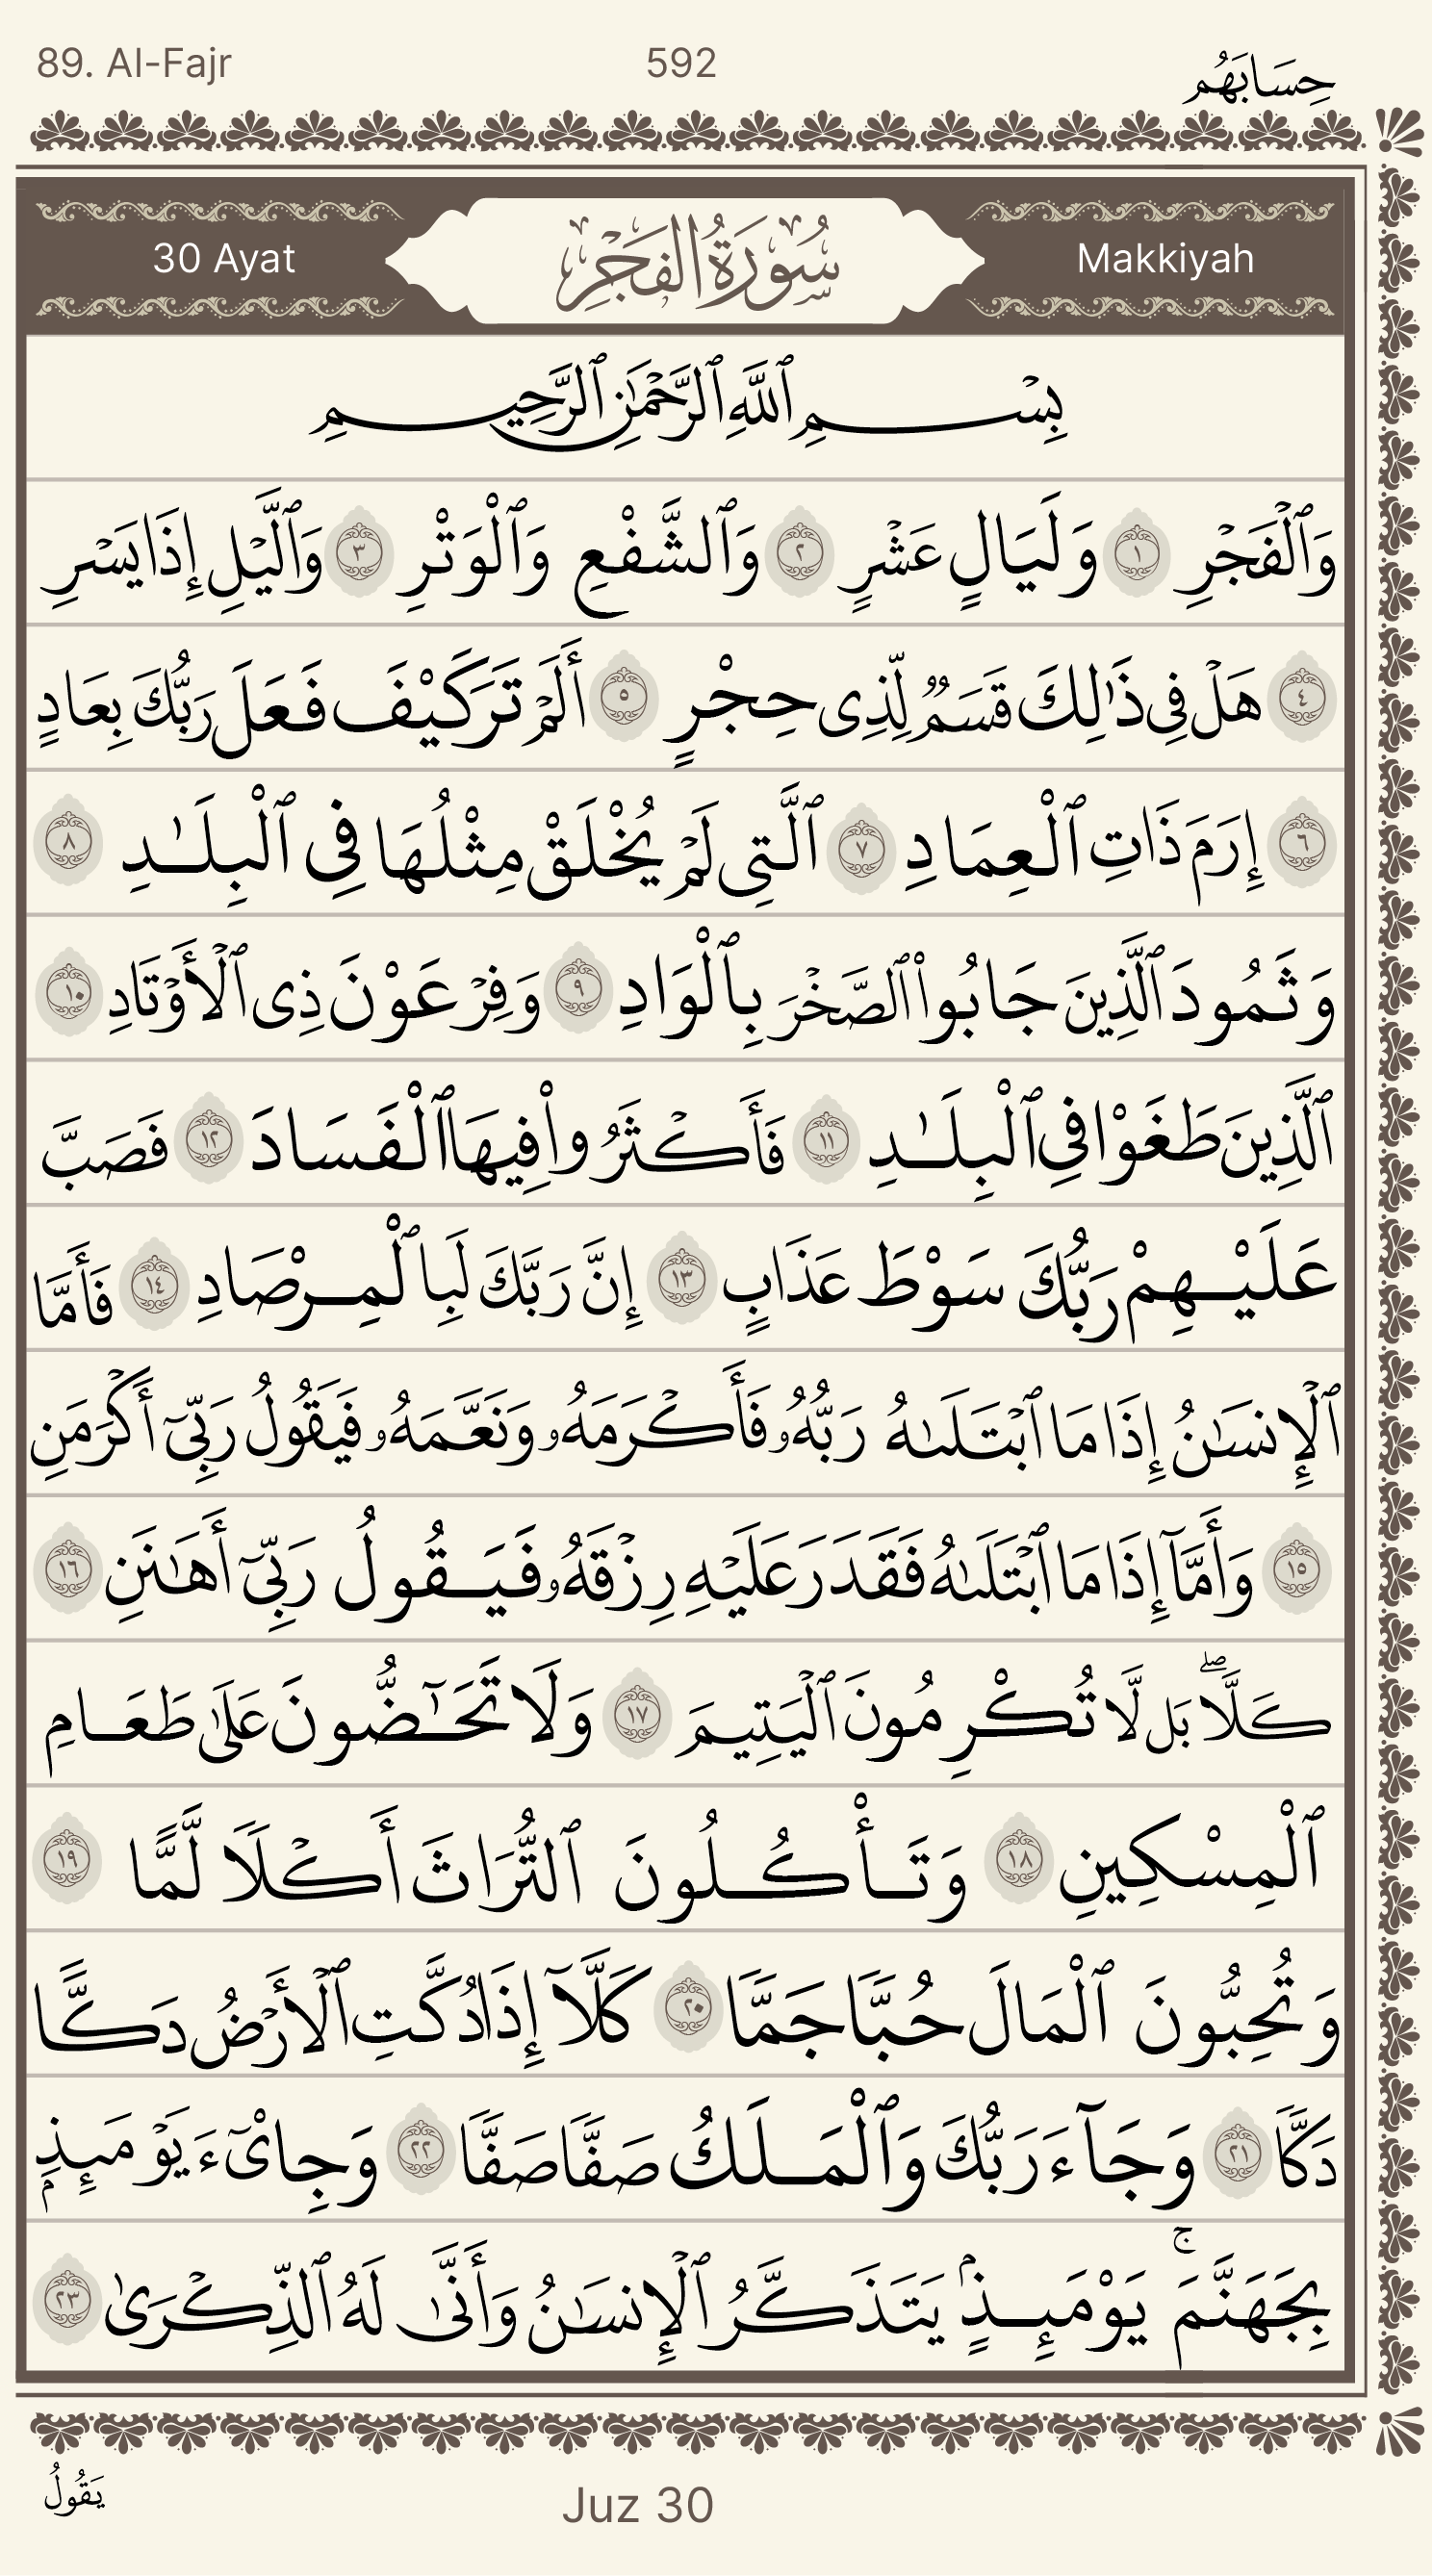 89. Al-Fajr 592 حِسَابَهُم
30 Ayat سُورَةُ الفَجْرِ Makkiyah
بِسْمِ ٱللَّهِ ٱلرَّحْمَٰنِ ٱلرَّحِيمِ
وَٱلْفَجْرِ ١ وَلَيَالٍ عَشْرٍ ٢ وَٱلشَّفْعِ وَٱلْوَتْرِ ٣ وَٱلَّيْلِ إِذَا يَسْرِ
٤ هَلْ فِى ذَٰلِكَ قَسَمٌ لِّذِى حِجْرٍ ٥ أَلَمْ تَرَ كَيْفَ فَعَلَ رَبُّكَ بِعَادٍ
٦ إِرَمَ ذَاتِ ٱلْعِمَادِ ٧ ٱلَّتِى لَمْ يُخْلَقْ مِثْلُهَا فِى ٱلْبِلَـٰدِ ٨
وَثَمُودَ ٱلَّذِينَ جَابُوا۟ ٱلصَّخْرَ بِٱلْوَادِ ٩ وَفِرْعَوْنَ ذِى ٱلْأَوْتَادِ ١٠
ٱلَّذِينَ طَغَوْا۟ فِى ٱلْبِلَـٰدِ ١١ فَأَكْثَرُوا۟ فِيهَا ٱلْفَسَادَ ١٢ فَصَبَّ
عَلَيْهِمْ رَبُّكَ سَوْطَ عَذَابٍ ١٣ إِنَّ رَبَّكَ لَبِٱلْمِرْصَادِ ١٤ فَأَمَّا
ٱلْإِنسَـٰنُ إِذَا مَا ٱبْتَلَىٰهُ رَبُّهُۥ فَأَكْرَمَهُۥ وَنَعَّمَهُۥ فَيَقُولُ رَبِّىٓ أَكْرَمَنِ
١٥ وَأَمَّآ إِذَا مَا ٱبْتَلَىٰهُ فَقَدَرَ عَلَيْهِ رِزْقَهُۥ فَيَقُولُ رَبِّىٓ أَهَـٰنَنِ ١٦
كَلَّاۖ بَل لَّا تُكْرِمُونَ ٱلْيَتِيمَ ١٧ وَلَا تَحَـٰٓضُّونَ عَلَىٰ طَعَامِ
ٱلْمِسْكِينِ ١٨ وَتَأْكُلُونَ ٱلتُّرَاثَ أَكْلًا لَّمًّا ١٩
وَتُحِبُّونَ ٱلْمَالَ حُبًّا جَمًّا ٢٠ كَلَّآ إِذَا دُكَّتِ ٱلْأَرْضُ دَكًّا
دَكًّا ٢١ وَجَآءَ رَبُّكَ وَٱلْمَلَكُ صَفًّا صَفًّا ٢٢ وَجِا۟ىٓءَ يَوْمَئِذٍۭ
بِجَهَنَّمَۚ يَوْمَئِذٍۢ يَتَذَكَّرُ ٱلْإِنسَـٰنُ وَأَنَّىٰ لَهُ ٱلذِّكْرَىٰ ٢٣
يَقُولُ Juz 30